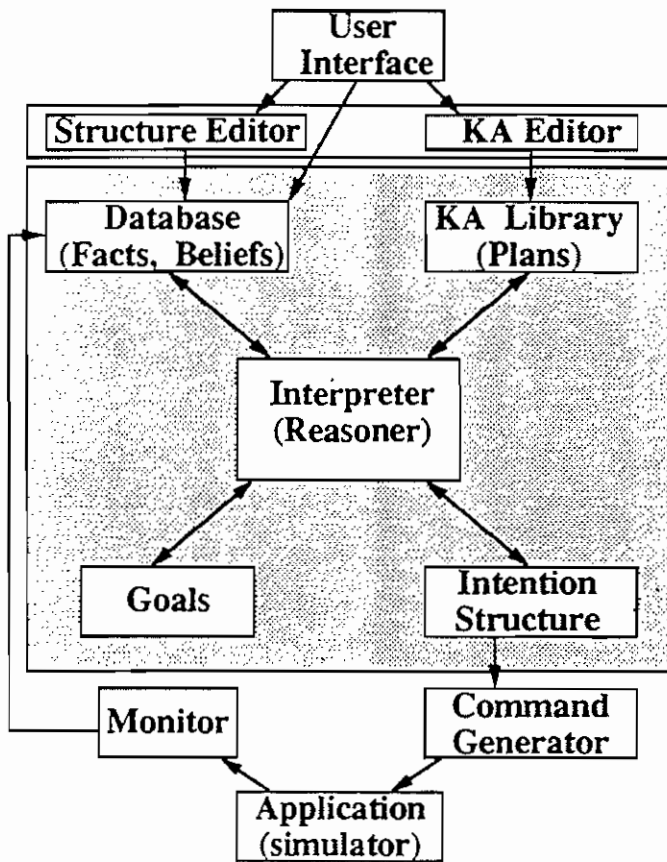 User
Interface
Structure Editor
KA Editor
Database
(Facts, Beliefs)
KA Library
(Plans)
Interpreter
(Reasoner)
Goals
Intention
Structure
Monitor
Command
Generator
Application
(simulator)